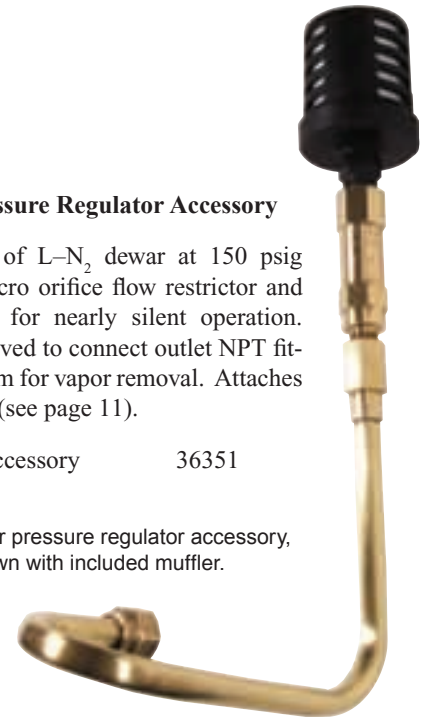 ssure Regulator Accessory
of L–N₂ dewar at 150 psig
cro orifice flow restrictor and
for nearly silent operation.
ved to connect outlet NPT fit-
m for vapor removal. Attaches
(see page 11).
ccessory 36351
r pressure regulator accessory,
wn with included muffler.